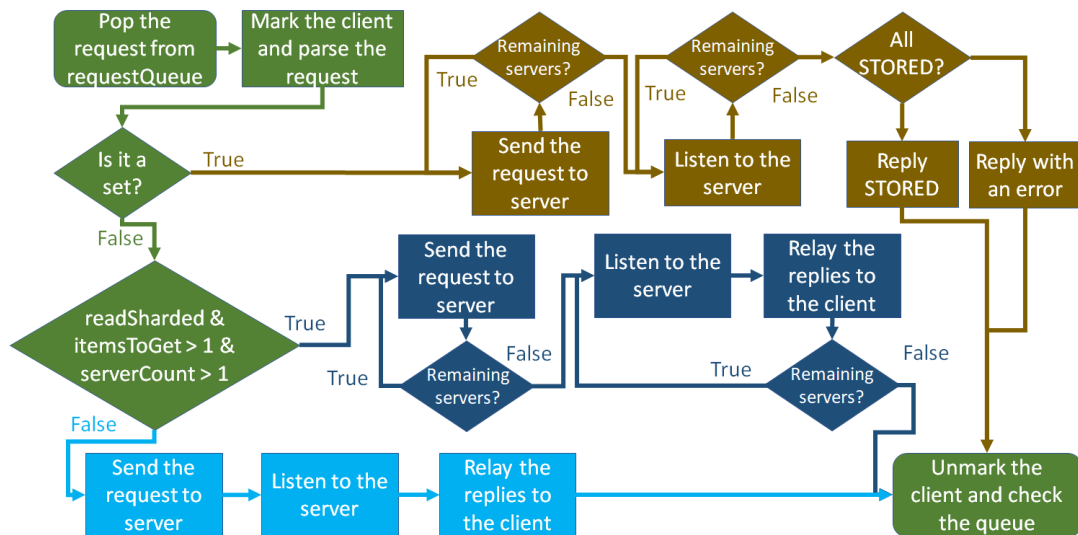 Pop the
request from
requestQueue
Mark the client
and parse the
request
Remaining
servers?
True
False
Send the
request to
server
Remaining
servers?
True
False
Listen to the
server
All
STORED?
Reply
STORED
Reply with
an error
Is it a
set?
True
False
readSharded &
itemsToGet > 1 &
serverCount > 1
True
False
Send the
request to
server
Remaining
servers?
True
False
Listen to the
server
Relay the
replies to
the client
Remaining
servers?
True
False
Send the
request to
server
Listen to the
server
Relay the
replies to
the client
Unmark the
client and check
the queue